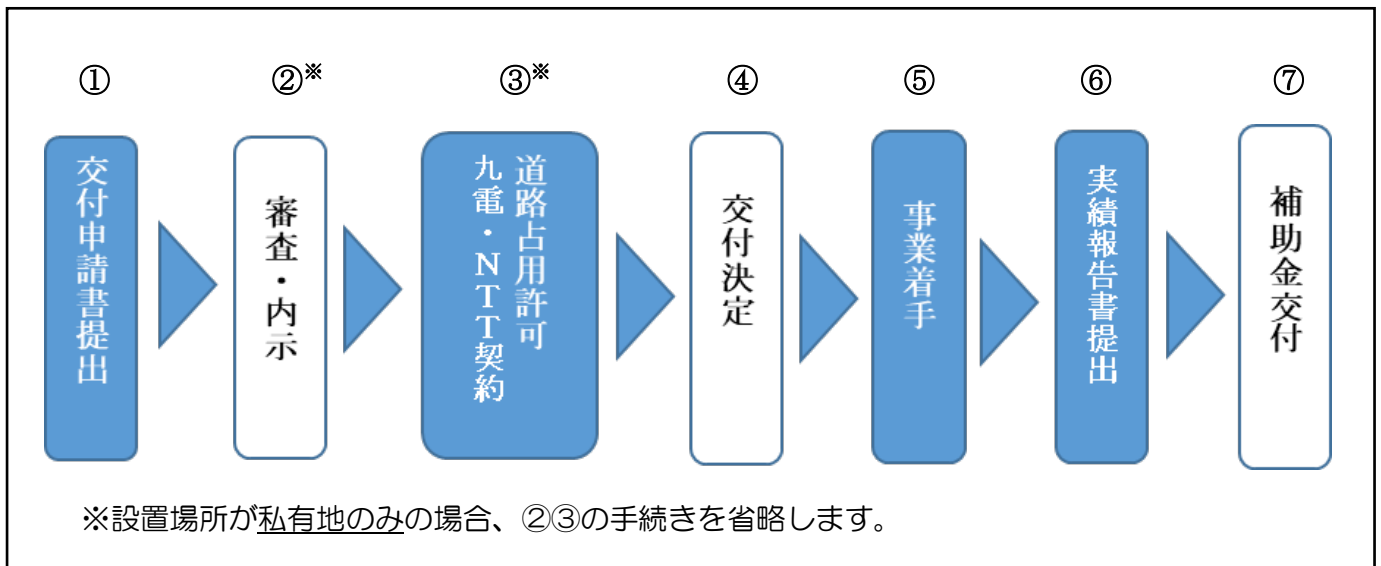 ①
②※
③※
④
⑤
⑥
⑦
交付申請書提出
審査・内示
道路占用許可
九電・NTT契約
交付決定
事業着手
実績報告書提出
補助金交付
※設置場所が私有地のみの場合、②③の手続きを省略します。